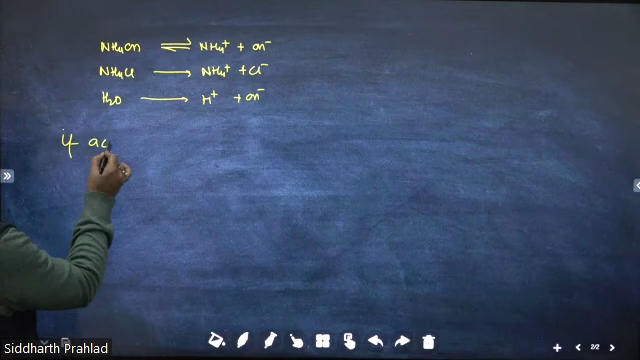 NH4OH ⇌ NH4+ + OH-
NH4Cl → NH4+ + Cl-
H2O → H+ + OH-
if ac
Siddharth Prahlad
2/2